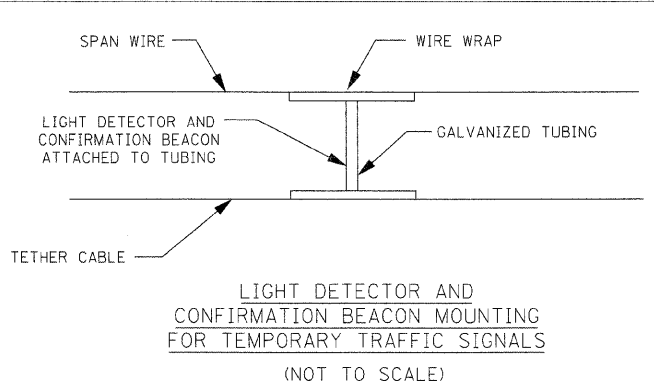 SPAN WIRE
WIRE WRAP
LIGHT DETECTOR AND
CONFIRMATION BEACON
ATTACHED TO TUBING
GALVANIZED TUBING
TETHER CABLE
LIGHT DETECTOR AND
CONFIRMATION BEACON MOUNTING
FOR TEMPORARY TRAFFIC SIGNALS
(NOT TO SCALE)